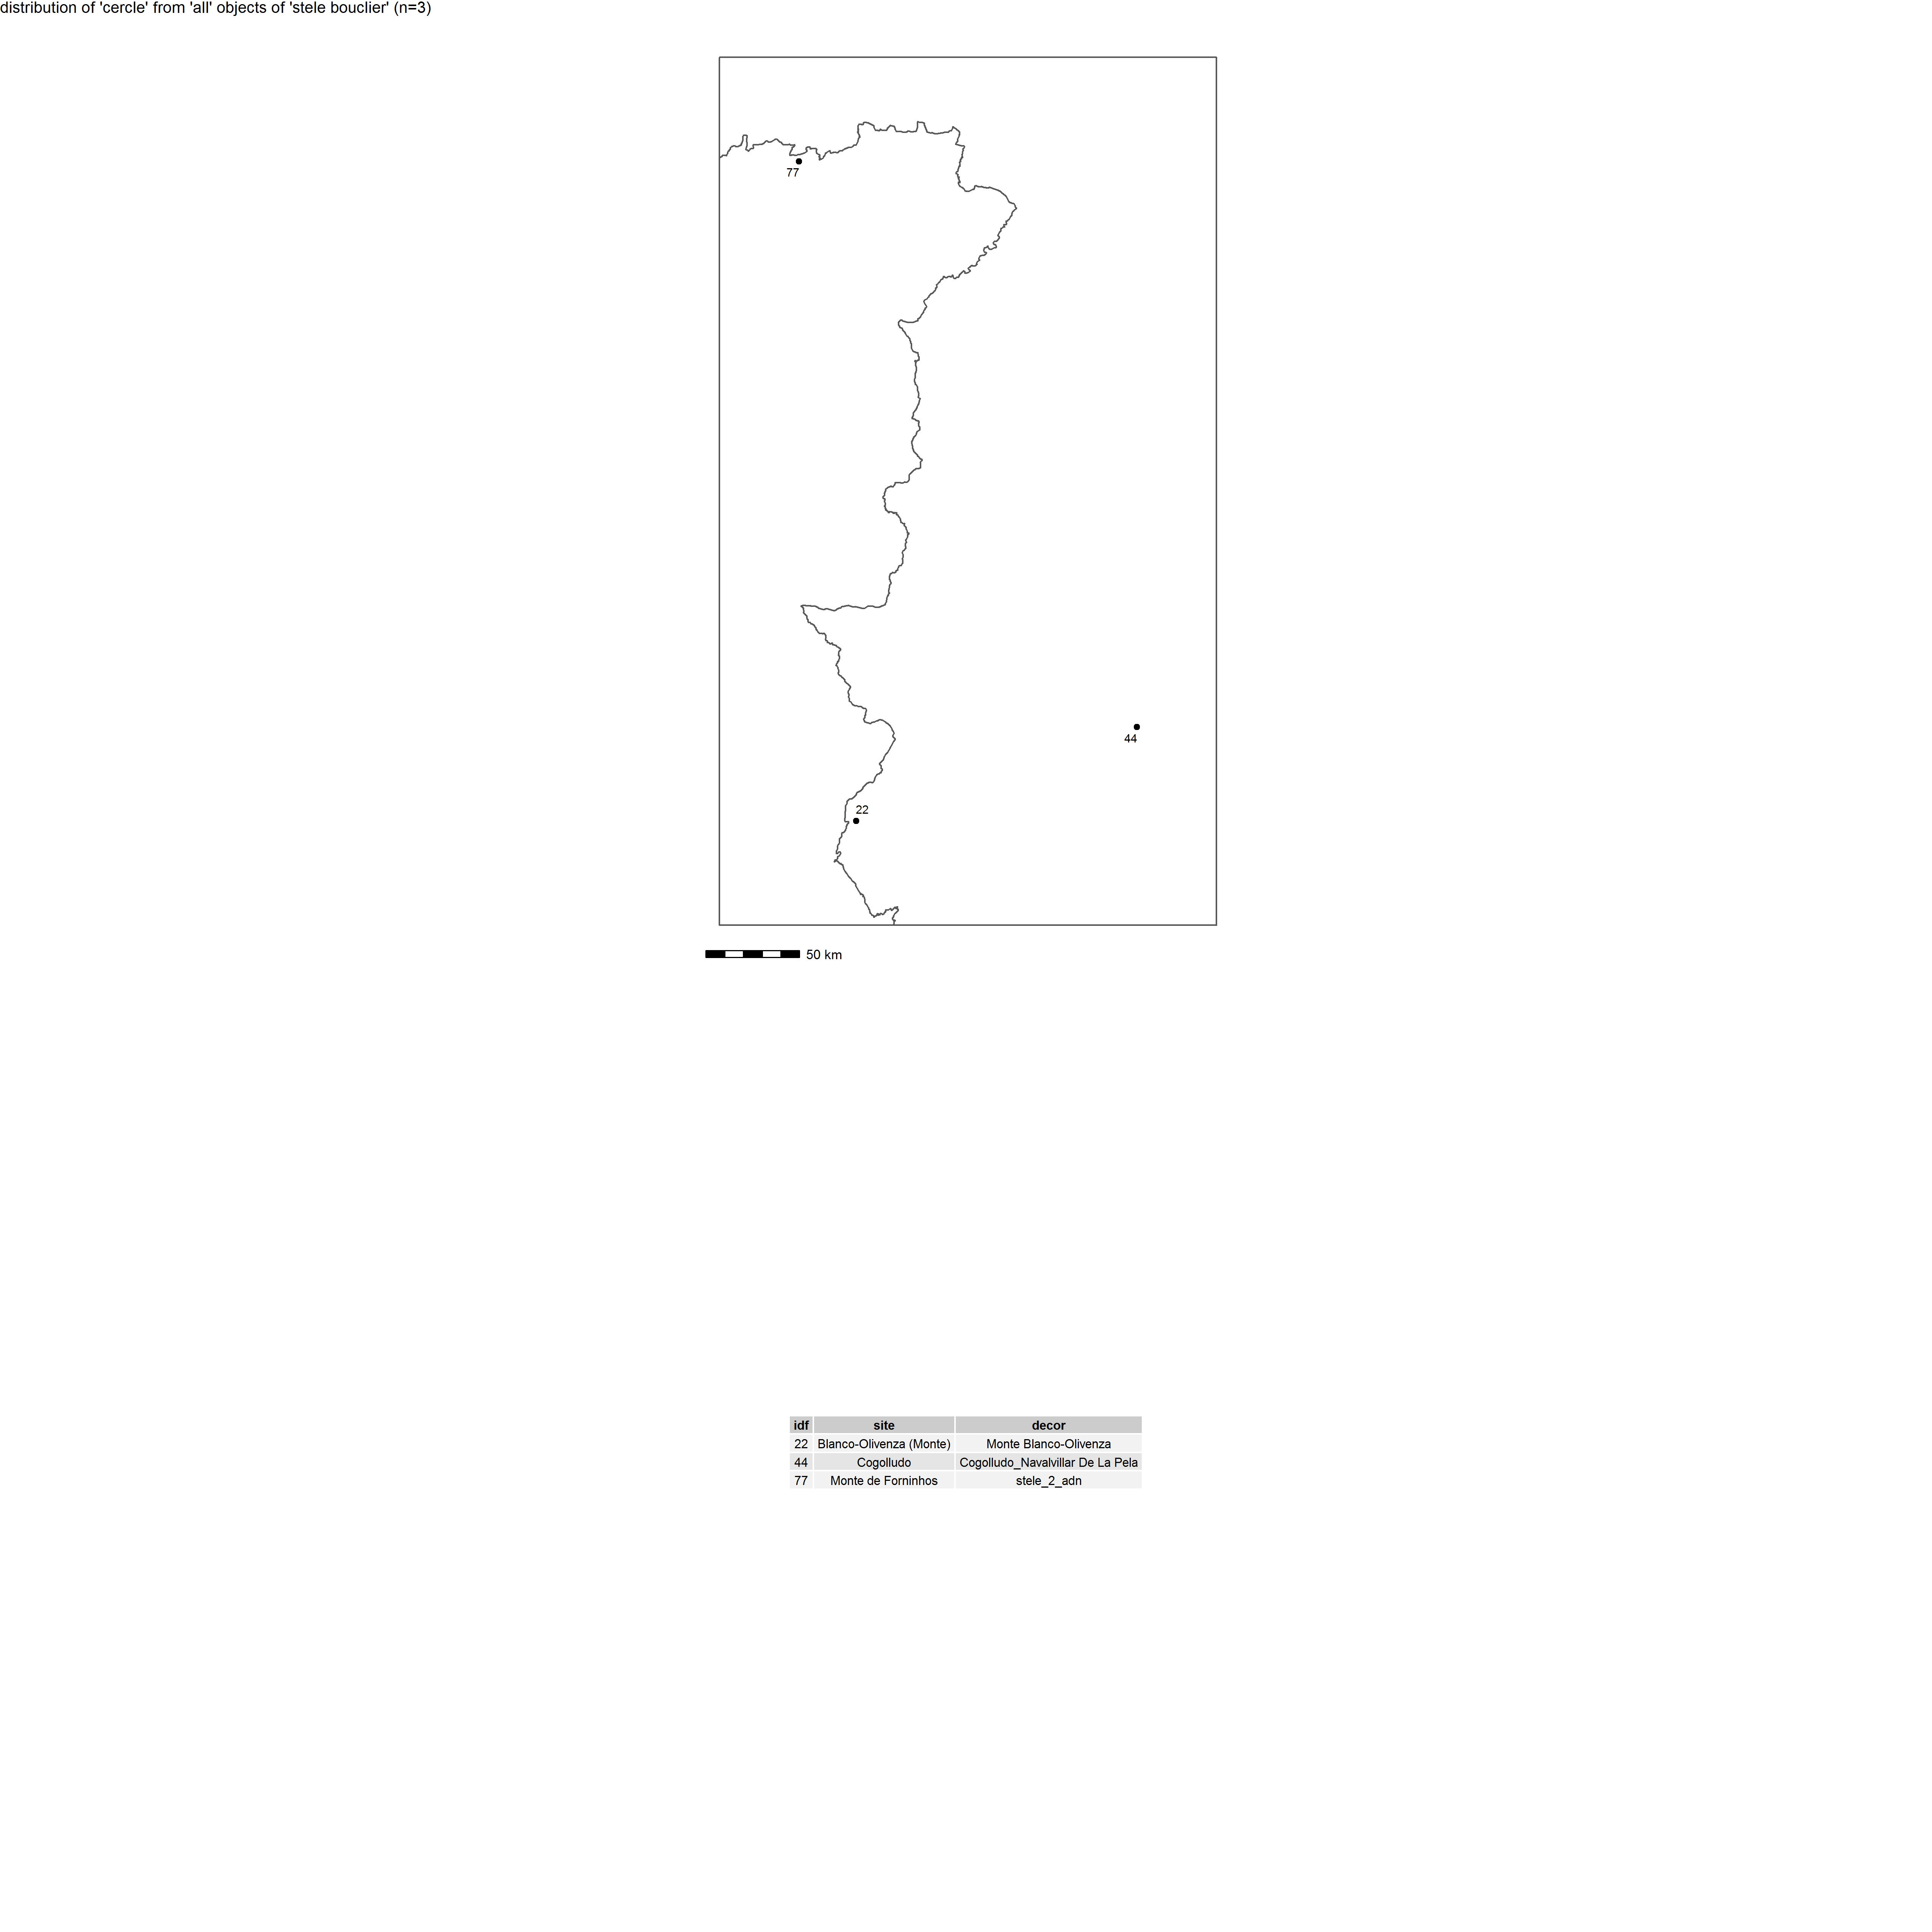 distribution of 'cercle' from 'all' objects of 'stele bouclier' (n=3)
77
44
22
50 km
idf site decor
22 Blanco-Olivenza (Monte) Monte Blanco-Olivenza
44 Cogolludo Cogolludo_Navalvillar De La Pela
77 Monte de Forninhos stele_2_adn